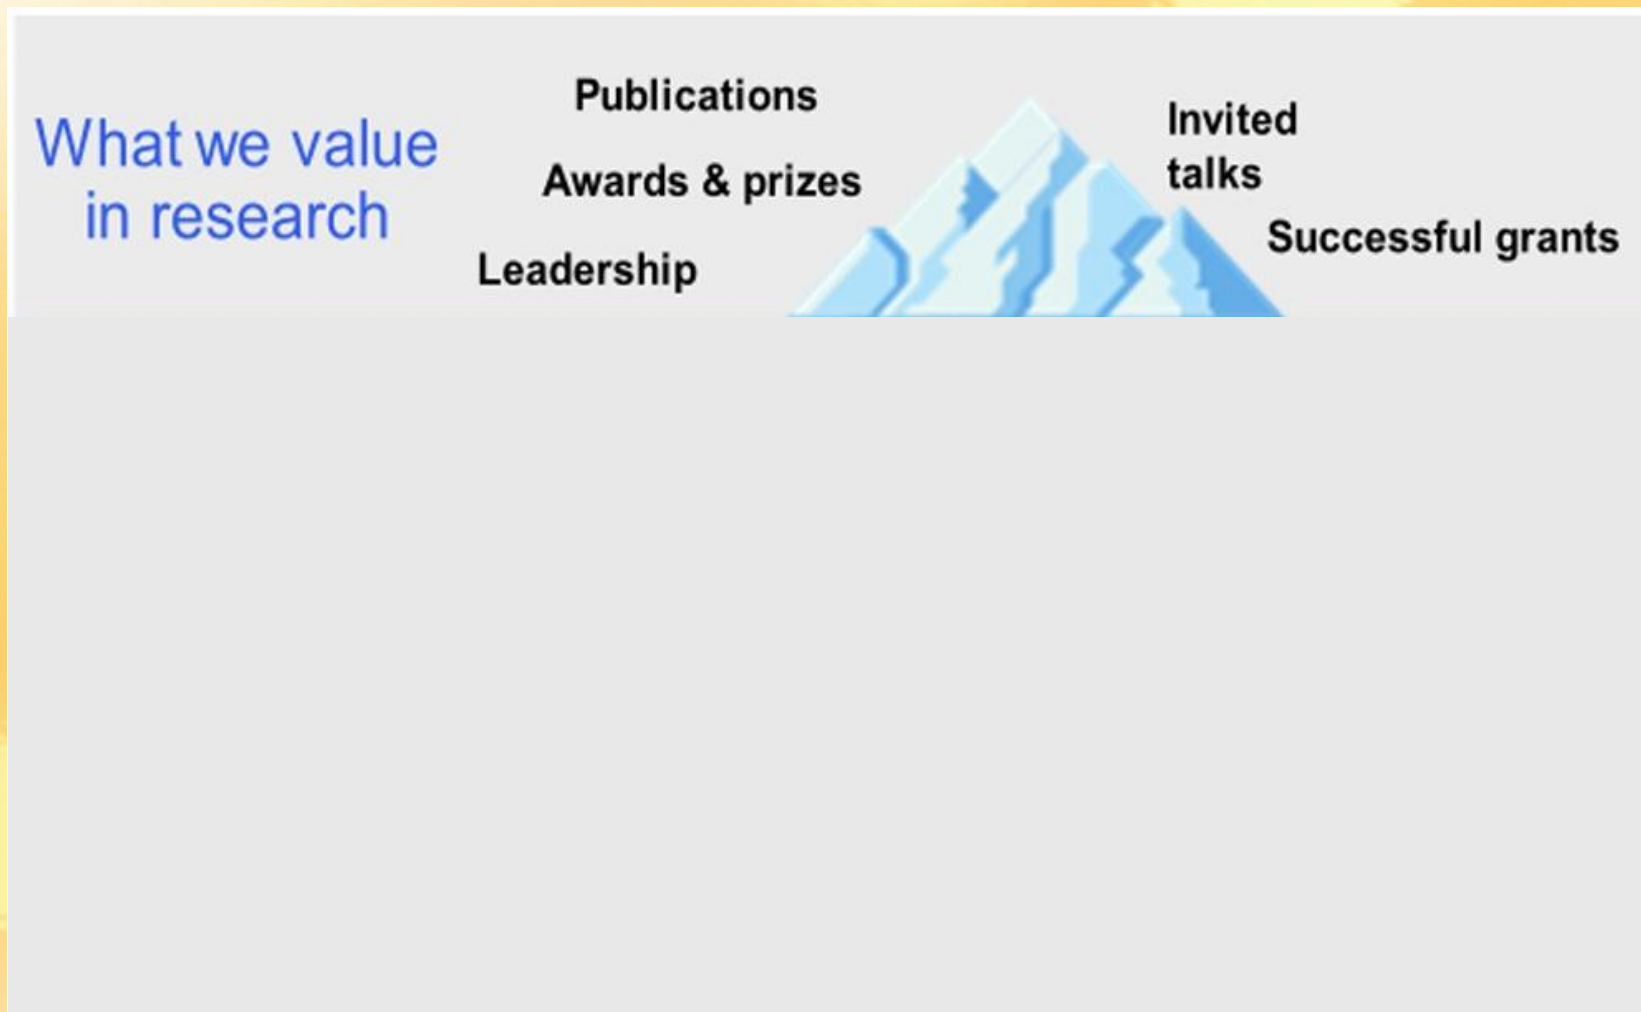 What we value
in research
Publications
Awards & prizes
Leadership
Invited
talks
Successful grants